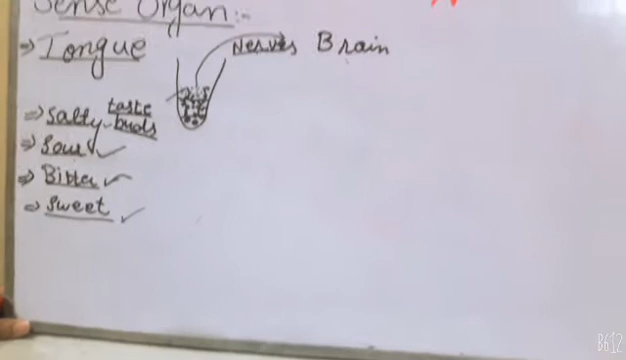 Sense Organ:-
⇒ Tongue
Nerves Brain
⇒ Salty
taste
buds
⇒ Sour ✓
⇒ Bitter ✓
⇒ Sweet ✓
B612